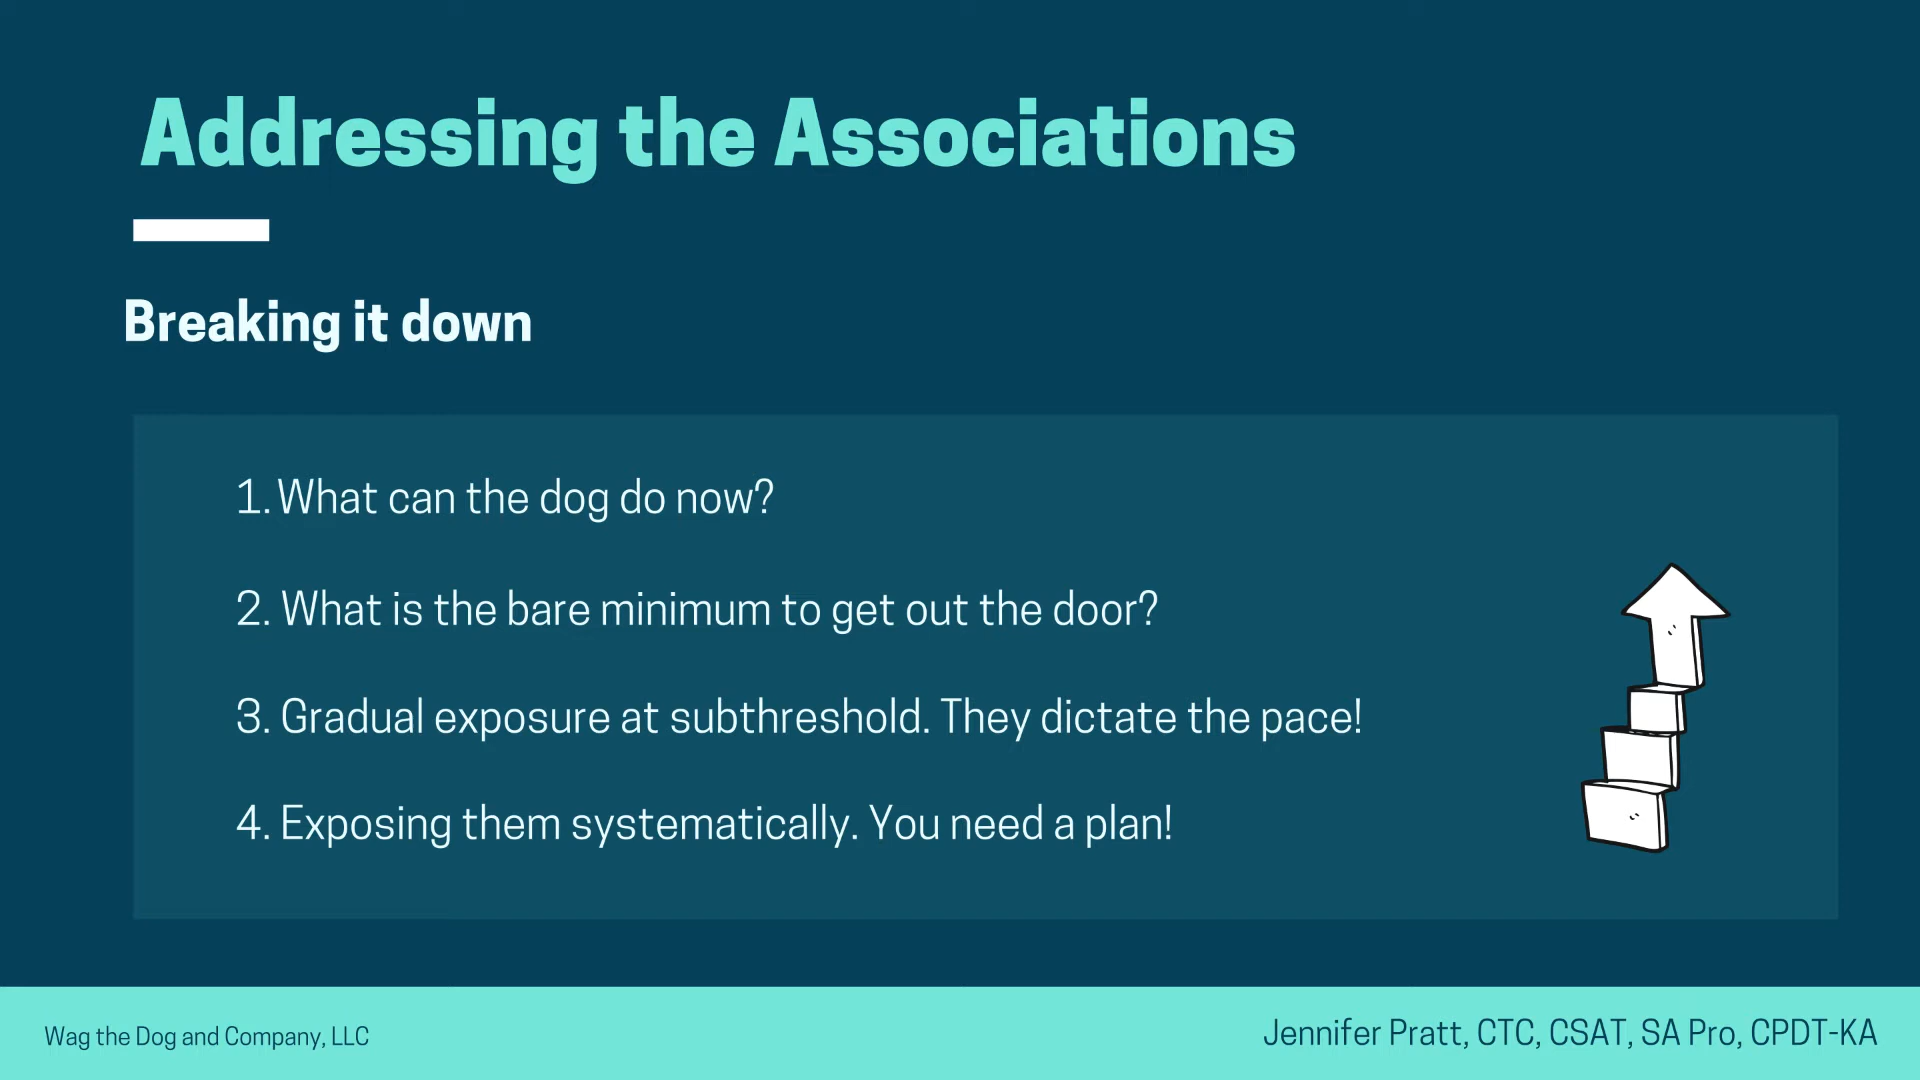 Addressing the Associations
Breaking it down
1. What can the dog do now?
2. What is the bare minimum to get out the door?
3. Gradual exposure at subthreshold. They dictate the pace!
4. Exposing them systematically. You need a plan!
Wag the Dog and Company, LLC
Jennifer Pratt, CTC, CSAT, SA Pro, CPDT-KA